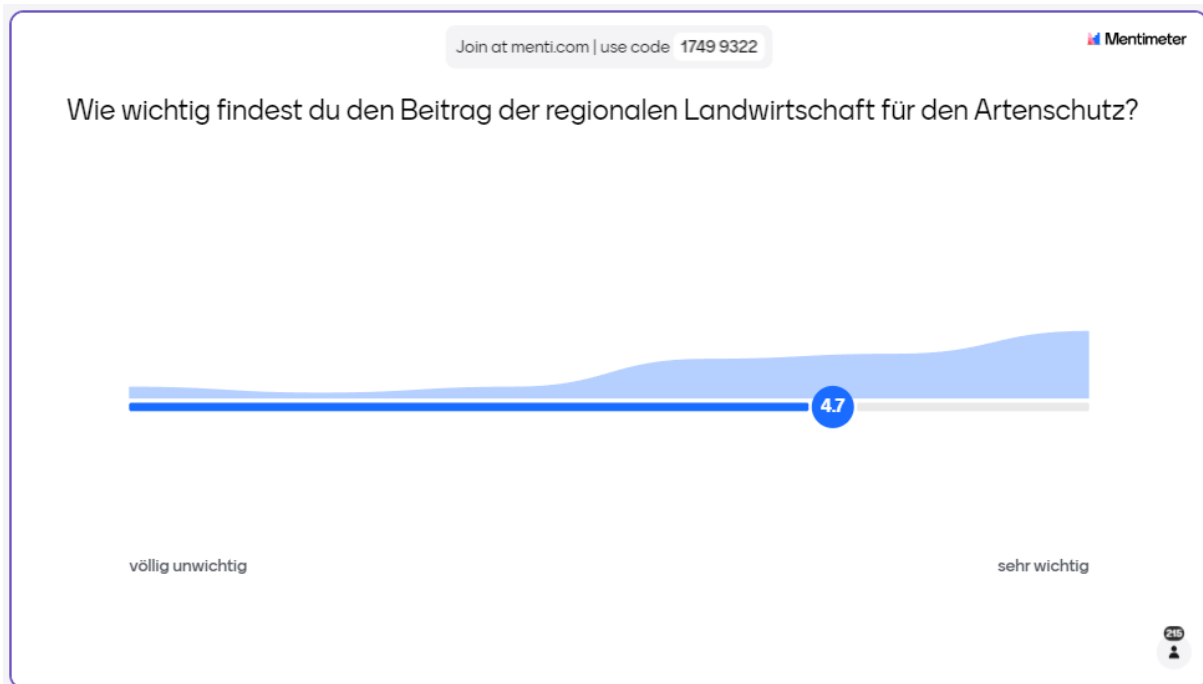 Join at menti.com | use code 1749 9322
Mentimeter
Wie wichtig findest du den Beitrag der regionalen Landwirtschaft für den Artenschutz?
4.7
völlig unwichtig
sehr wichtig
215